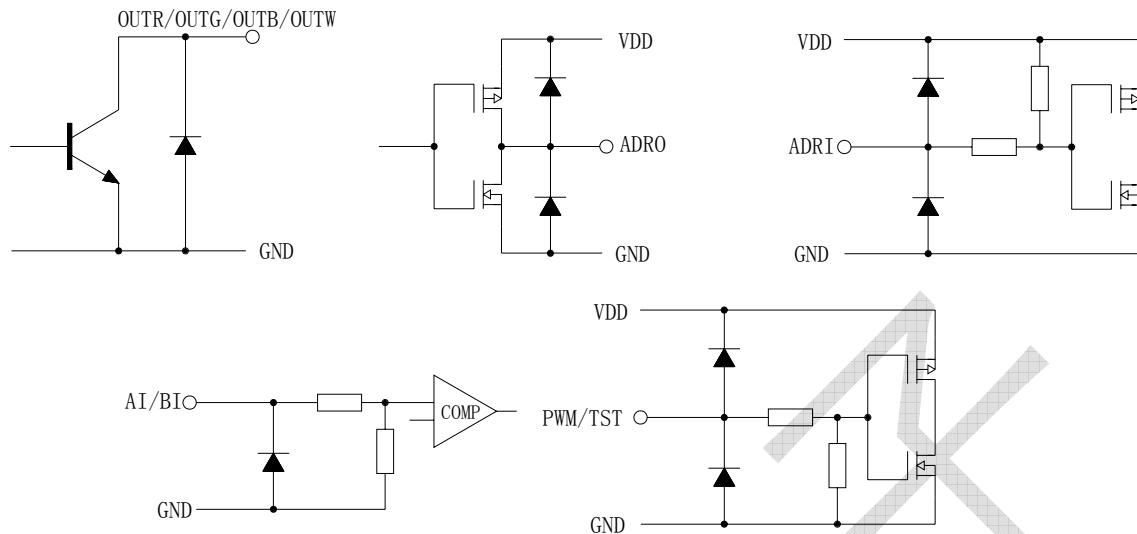 OUTR/OUTG/OUTB/OUTW
GND
VDD
ADRO
GND
VDD
ADRI
GND
AI/BI
COMP
GND
VDD
PWM/TST
GND